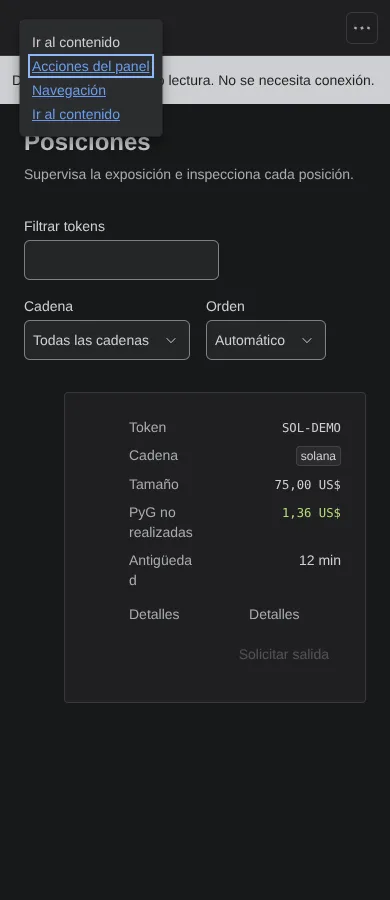 Ir al contenido
Acciones del panel
Navegación
Ir al contenido
lectura. No se necesita conexión.
Posiciones
Supervisa la exposición e inspecciona cada posición.
Filtrar tokens
Cadena
Orden
Todas las cadenas
Automático
Token
SOL-DEMO
Cadena
solana
Tamaño
75,00 US$
PyG no
realizadas
1,36 US$
Antigüeda
d
12 min
Detalles
Detalles
Solicitar salida